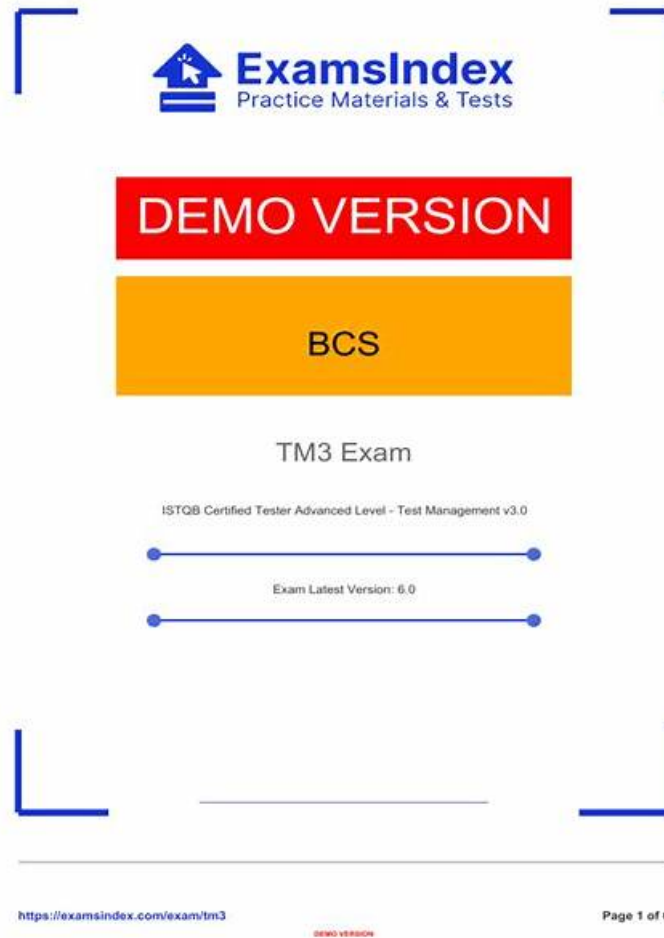 ExamsIndex
Practice Materials & Tests
DEMO VERSION
BCS
TM3 Exam
ISTQB Certified Tester Advanced Level - Test Management v3.0
Exam Latest Version: 6.0
https://examsindex.com/exam/tm3
Page 1 of
DEMO VERSION